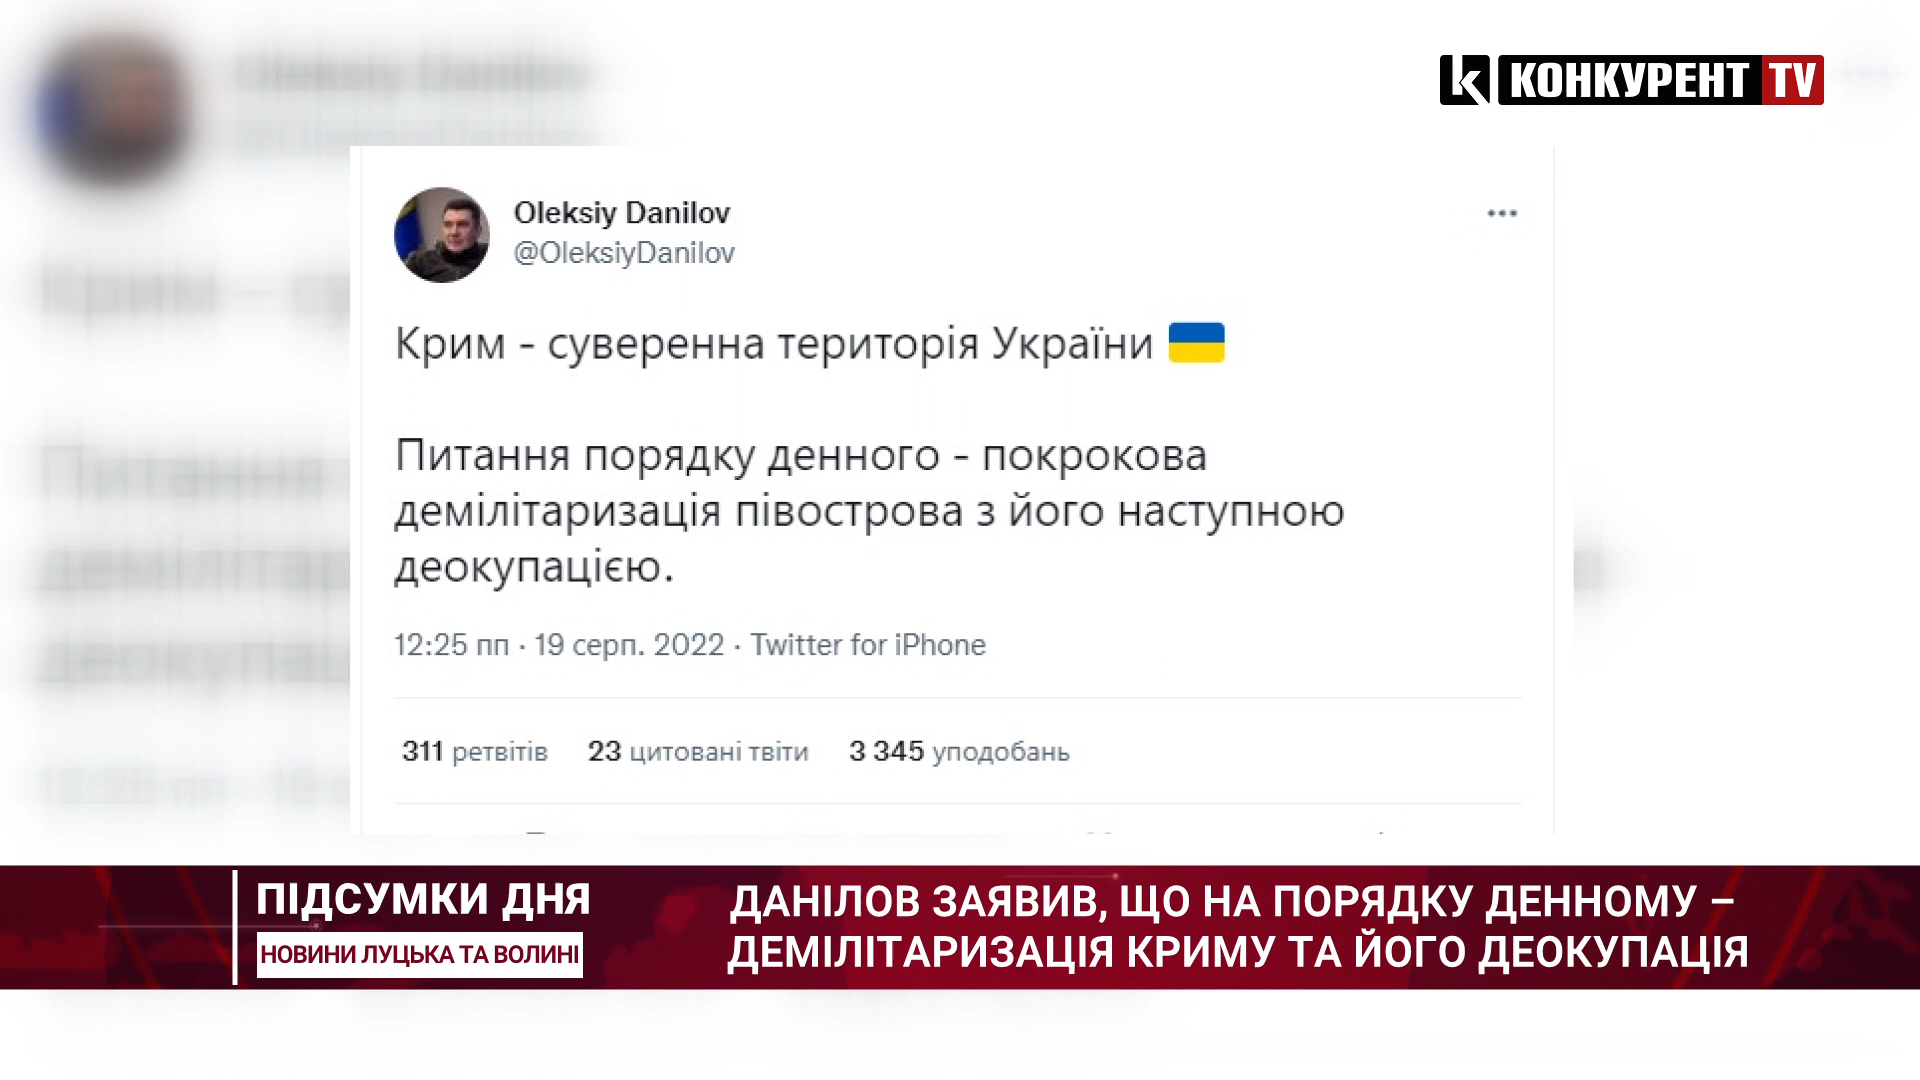 КОНКУРЕНТ TV
Oleksiy Danilov
@OleksiyDanilov
Крим - суверенна територія України
Питання порядку денного - покрокова
демілітаризація півострова з його наступною
деокупацією.
12:25 пп · 19 серп. 2022 · Twitter for iPhone
311 ретвітів 23 цитовані твіти 3 345 уподобань
ПІДСУМКИ ДНЯ
НОВИНИ ЛУЦЬКА ТА ВОЛИНІ
ДАНІЛОВ ЗАЯВИВ, ЩО НА ПОРЯДКУ ДЕННОМУ –
ДЕМІЛІТАРИЗАЦІЯ КРИМУ ТА ЙОГО ДЕОКУПАЦІЯ